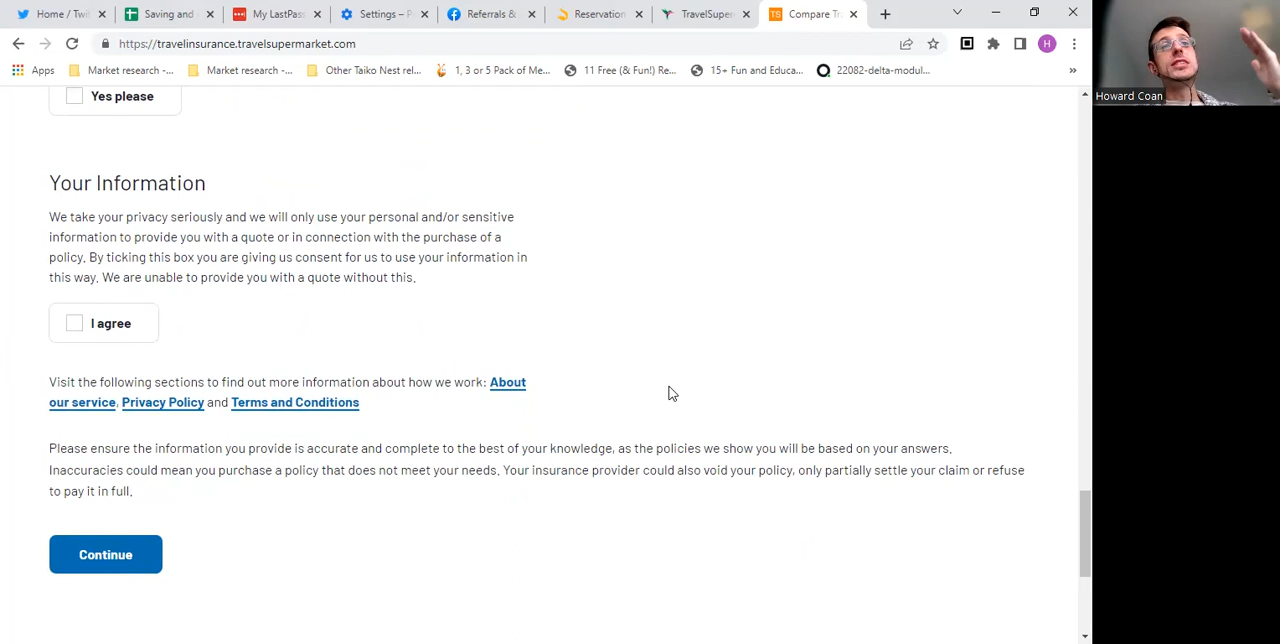 Home / Twit
Saving and
My LastPass
Settings – P
Referrals &
Reservation
TravelSuper
Compare Tr
https://travelinsurance.travelsupermarket.com
H
Apps
Market research -...
Market research -...
Other Taiko Nest rel...
1, 3 or 5 Pack of Me...
11 Free (& Fun!) Re...
15+ Fun and Educa...
22082-delta-modul...
»
Howard Coan
Yes please
Your Information
We take your privacy seriously and we will only use your personal and/or sensitive
information to provide you with a quote or in connection with the purchase of a
policy. By ticking this box you are giving us consent for us to use your information in
this way. We are unable to provide you with a quote without this.
I agree
Visit the following sections to find out more information about how we work: About
our service, Privacy Policy and Terms and Conditions
Please ensure the information you provide is accurate and complete to the best of your knowledge, as the policies we show you will be based on your answers.
Inaccuracies could mean you purchase a policy that does not meet your needs. Your insurance provider could also void your policy, only partially settle your claim or refuse
to pay it in full.
Continue